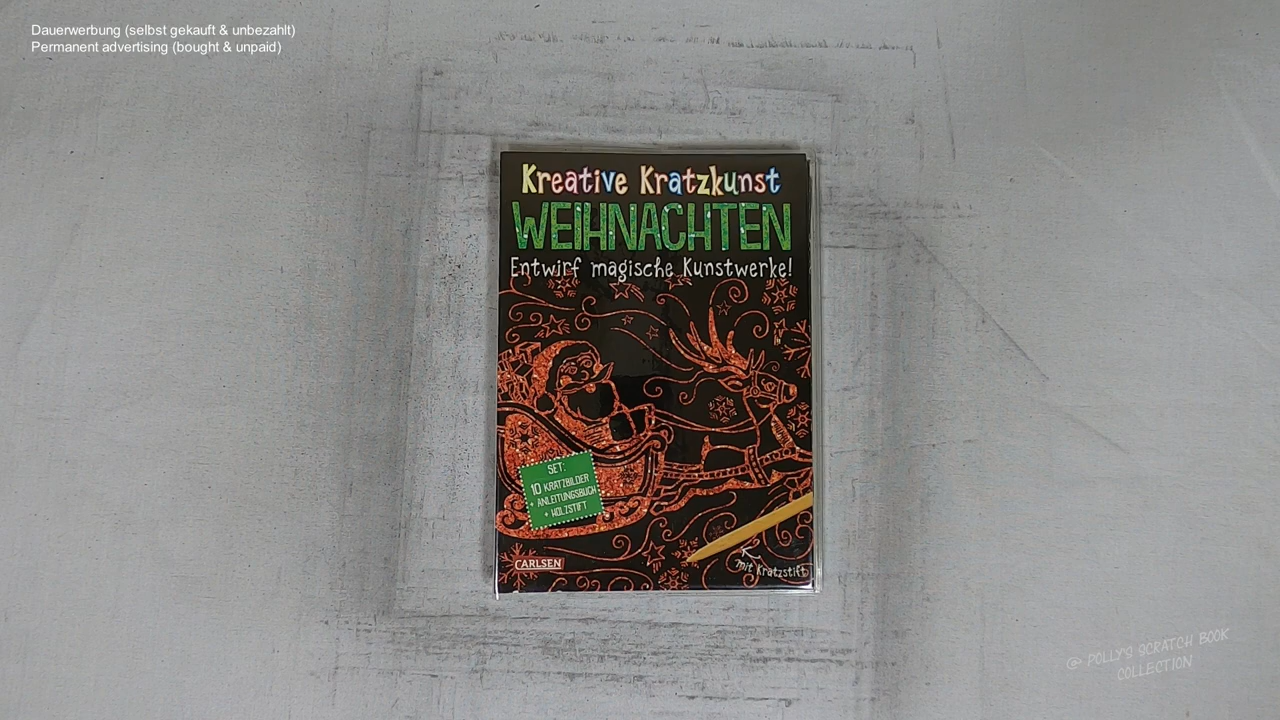 Dauerwerbung (selbst gekauft & unbezahlt)
Permanent advertising (bought & unpaid)
Kreative Kratzkunst
WEIHNACHTEN
Entwirf magische Kunstwerke!
SET:
10 KRATZBILDER
+ ANLEITUNGSBUCH
+ HOLZSTIFT
CARLSEN
mit Kratzstift
@ POLLY'S SCRATCH BOOK
COLLECTION